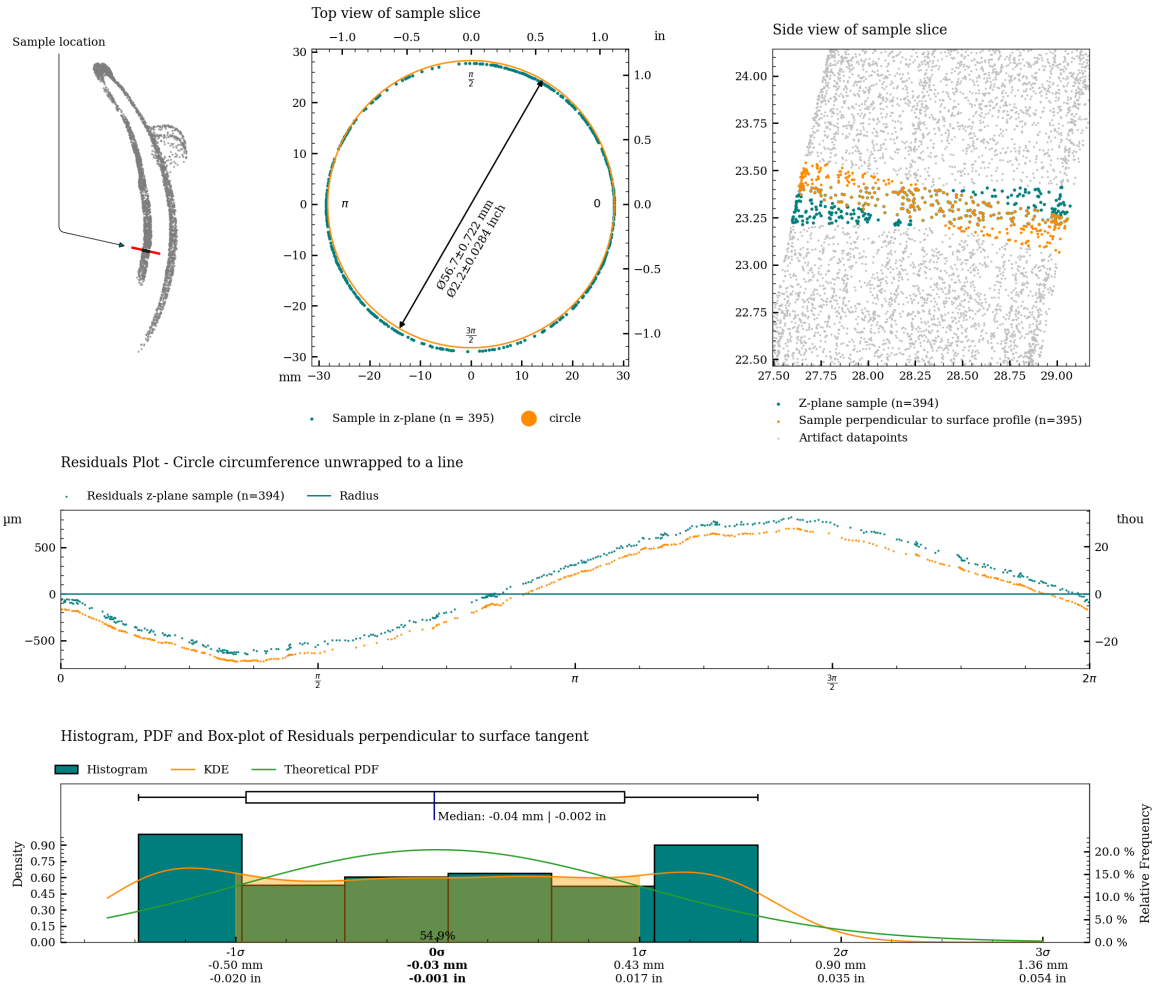 Sample location
Top view of sample slice
−1.0 −0.5 0.0 0.5 1.0 in
30
20
10
0
−10
−20
−30
1.0
0.5
0.0
−0.5
−1.0
π/2
π
0
3π/2
Ø56.7±0.722 mm
Ø2.2±0.0284 inch
mm −30 −20 −10 0 10 20 30
Sample in z-plane (n = 395) circle
Side view of sample slice
24.00
23.75
23.50
23.25
23.00
22.75
22.50
27.50 27.75 28.00 28.25 28.50 28.75 29.00
Z-plane sample (n=394)
Sample perpendicular to surface profile (n=395)
Artifact datapoints
Residuals Plot - Circle circumference unwrapped to a line
Residuals z-plane sample (n=394) Radius
µm
500
0
−500
thou
20
0
−20
0 π/2 π 3π/2 2π
Histogram, PDF and Box-plot of Residuals perpendicular to surface tangent
Histogram KDE Theoretical PDF
Median: -0.04 mm | -0.002 in
Density
0.90
0.75
0.60
0.45
0.30
0.15
0.00
Relative Frequency
20.0 %
15.0 %
10.0 %
5.0 %
0.0 %
54.9%
-1σ 0σ 1σ 2σ 3σ
-0.50 mm -0.03 mm 0.43 mm 0.90 mm 1.36 mm
-0.020 in -0.001 in 0.017 in 0.035 in 0.054 in